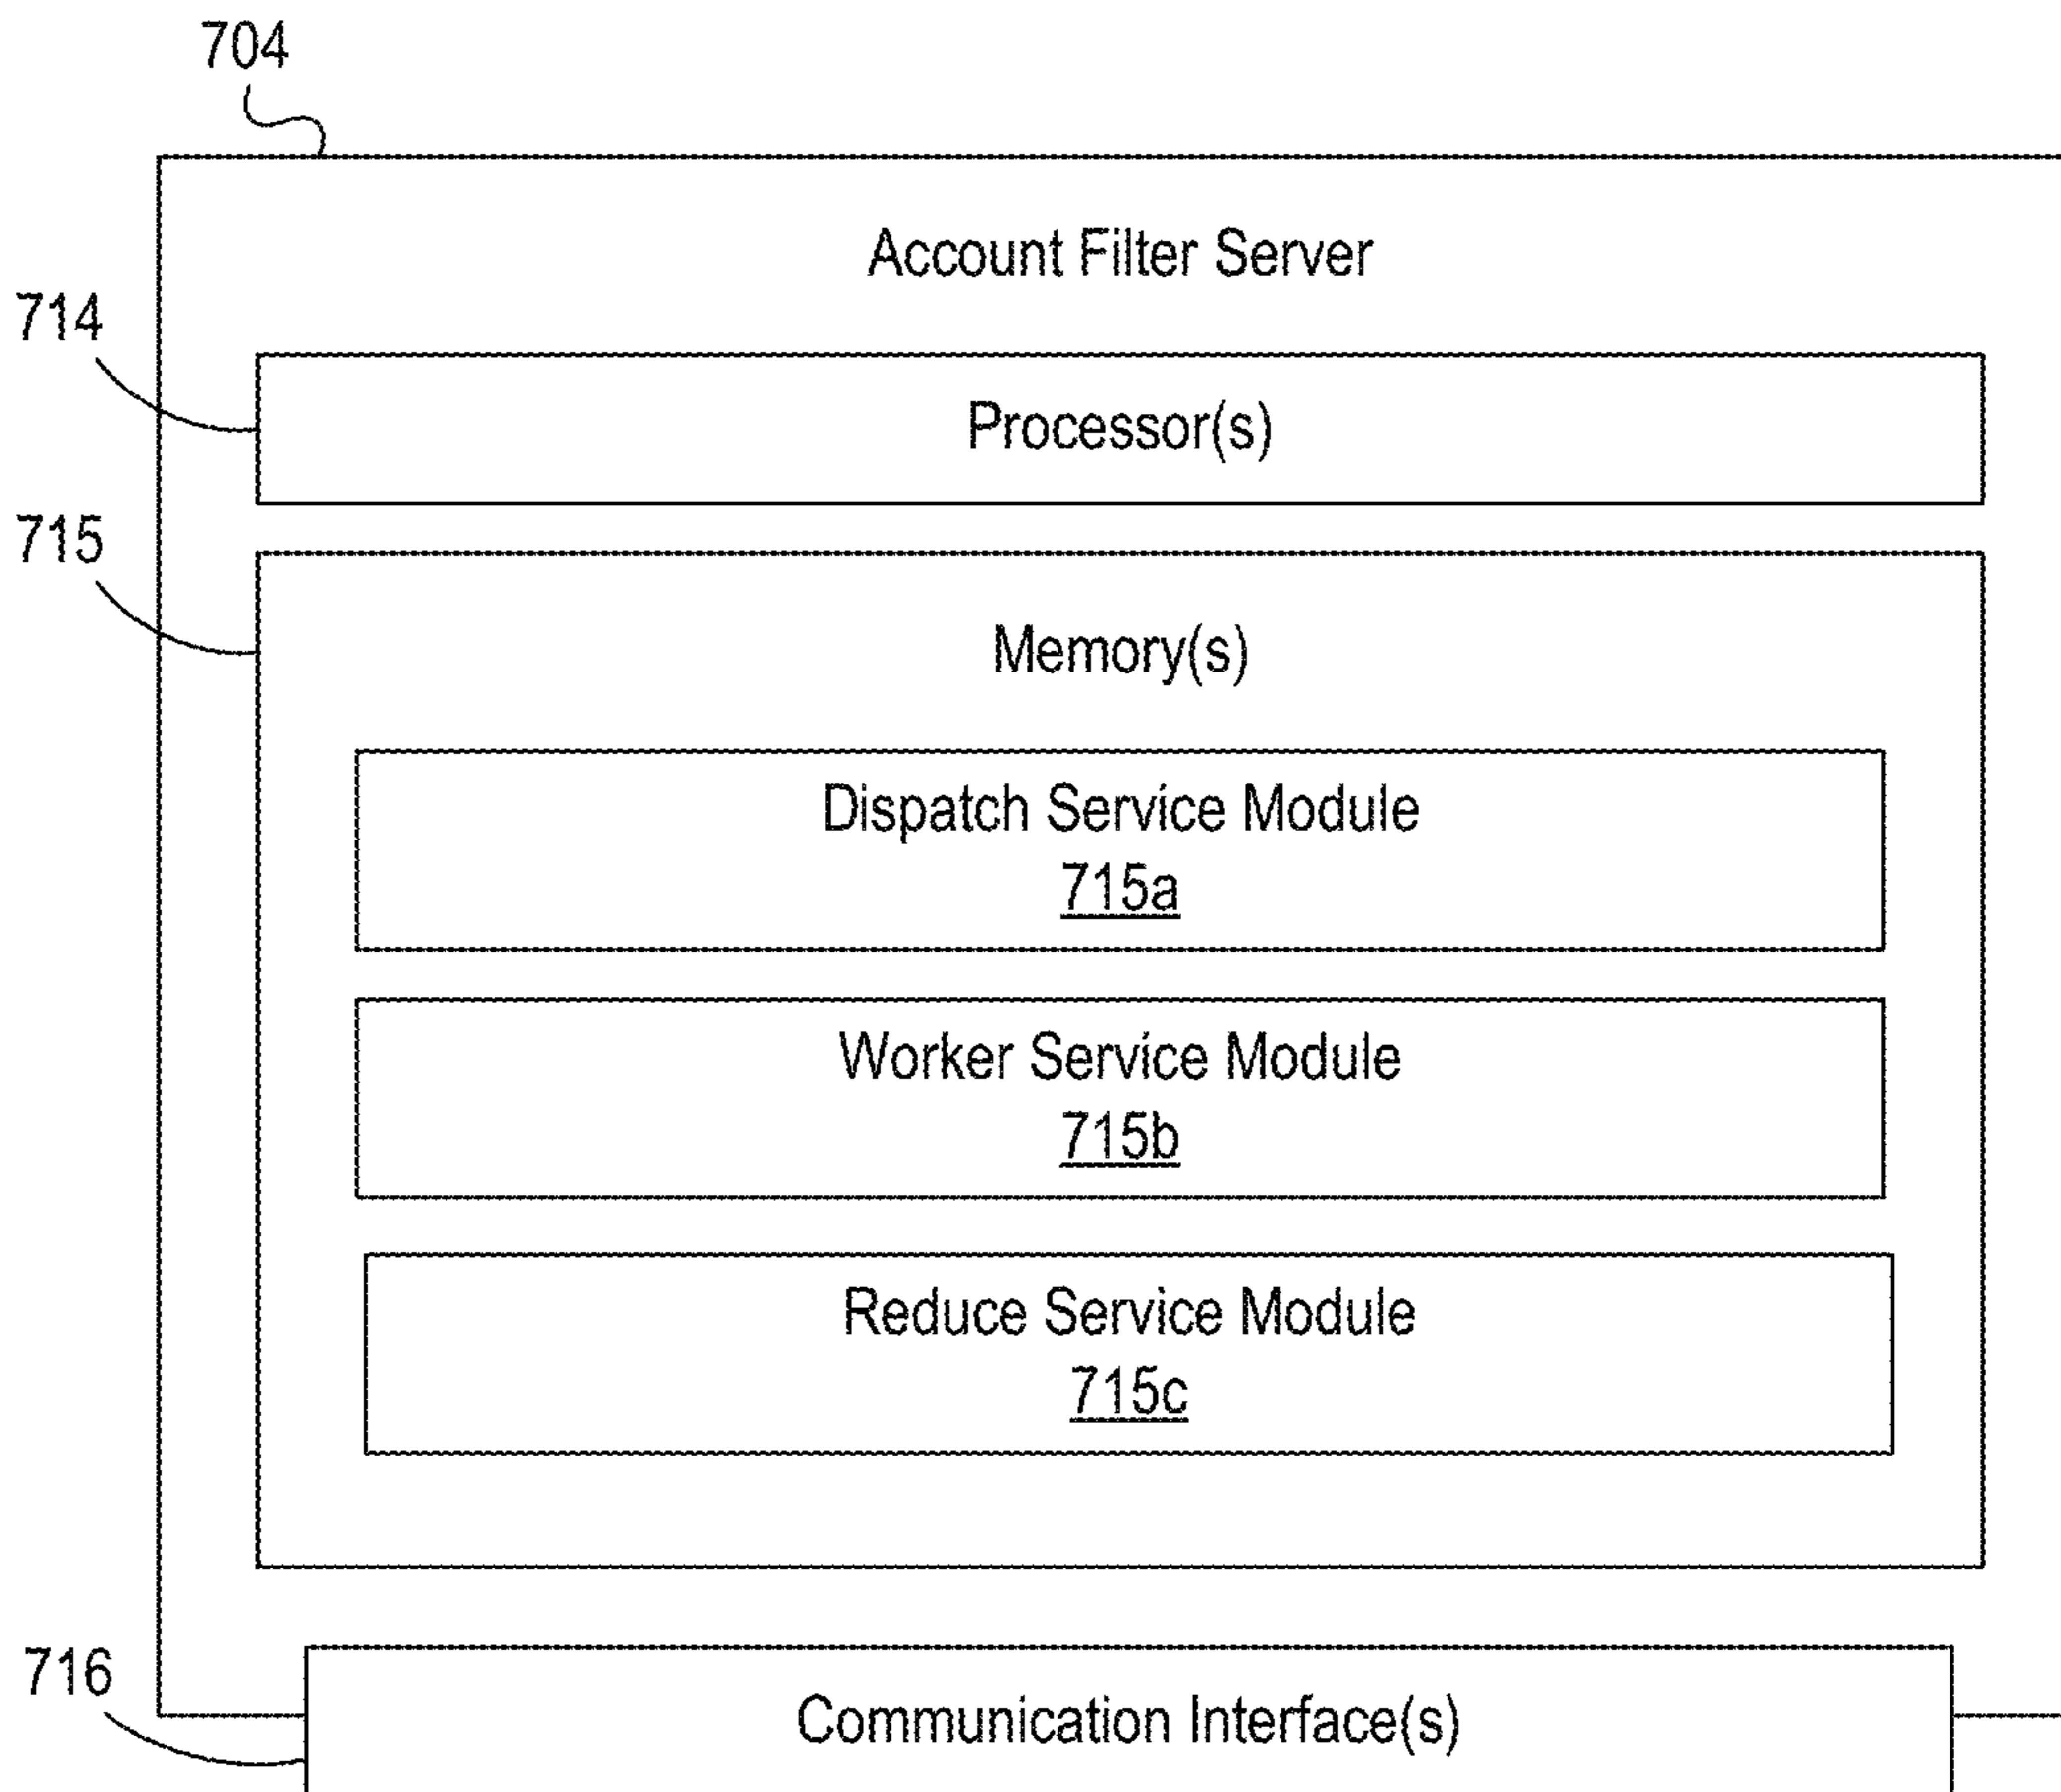 704
Account Filter Server
714
Processor(s)
715
Memory(s)
Dispatch Service Module
715a
Worker Service Module
715b
Reduce Service Module
715c
716
Communication Interface(s)